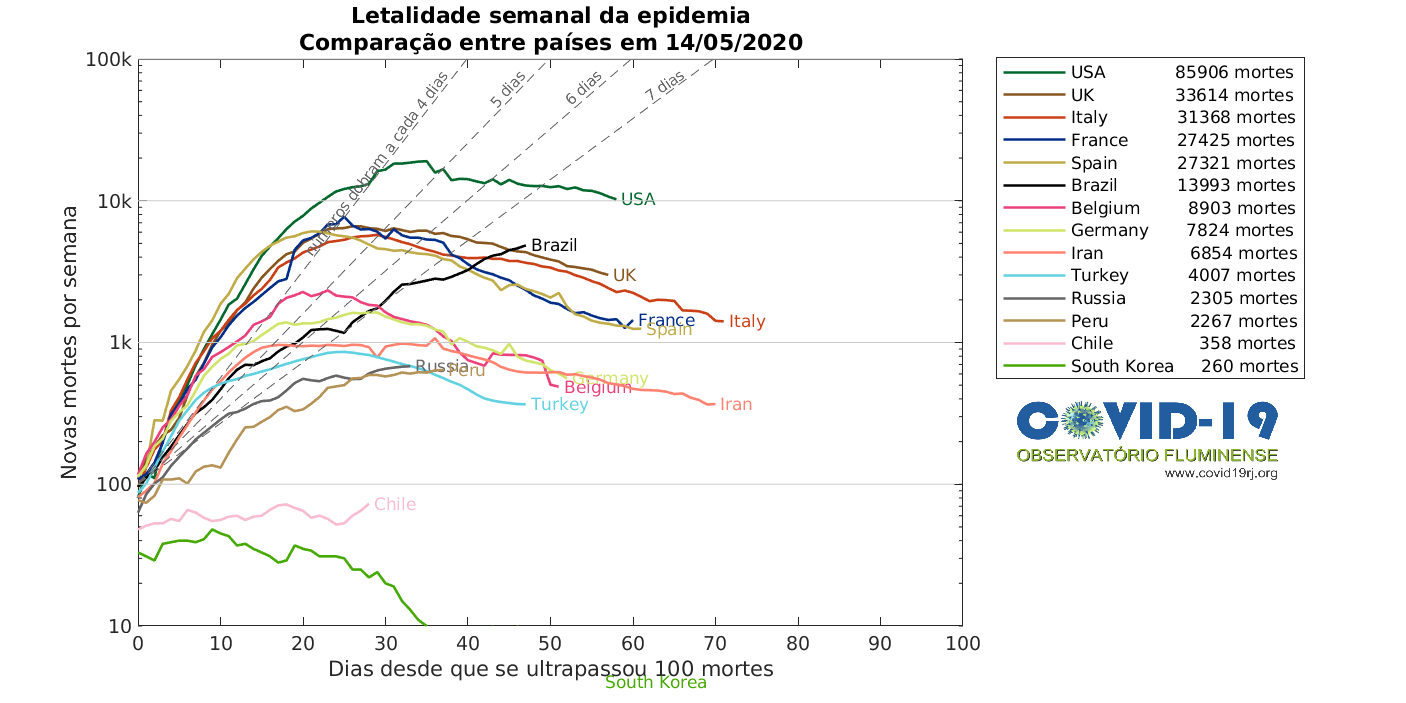 Letalidade semanal da epidemia
Comparação entre países em 14/05/2020
Novas mortes por semana
100k
10k
1k
100
10
0 10 20 30 40 50 60 70 80 90 100
Dias desde que se ultrapassou 100 mortes
números dobram a cada 4 dias
5 dias
6 dias
7 dias
USA
Brazil
UK
France
Spain
Italy
Russia
Peru
Germany
Belgium
Turkey
Iran
Chile
South Korea
USA 85906 mortes
UK 33614 mortes
Italy 31368 mortes
France 27425 mortes
Spain 27321 mortes
Brazil 13993 mortes
Belgium 8903 mortes
Germany 7824 mortes
Iran 6854 mortes
Turkey 4007 mortes
Russia 2305 mortes
Peru 2267 mortes
Chile 358 mortes
South Korea 260 mortes
COVID-19
OBSERVATÓRIO FLUMINENSE
www.covid19rj.org